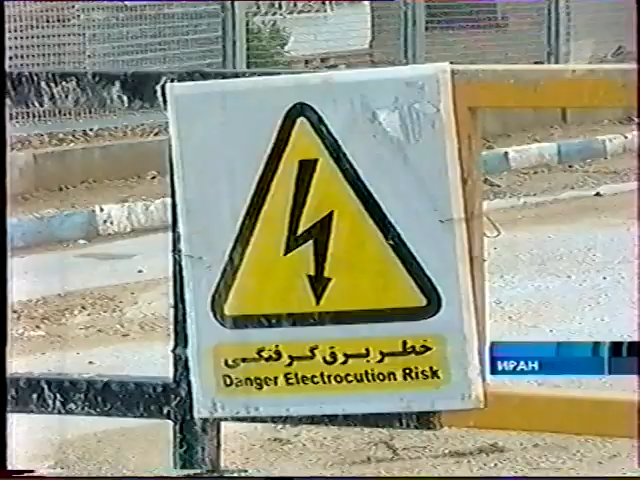 خطر برق گرفتگی
Danger Electrocution Risk
ИРАН